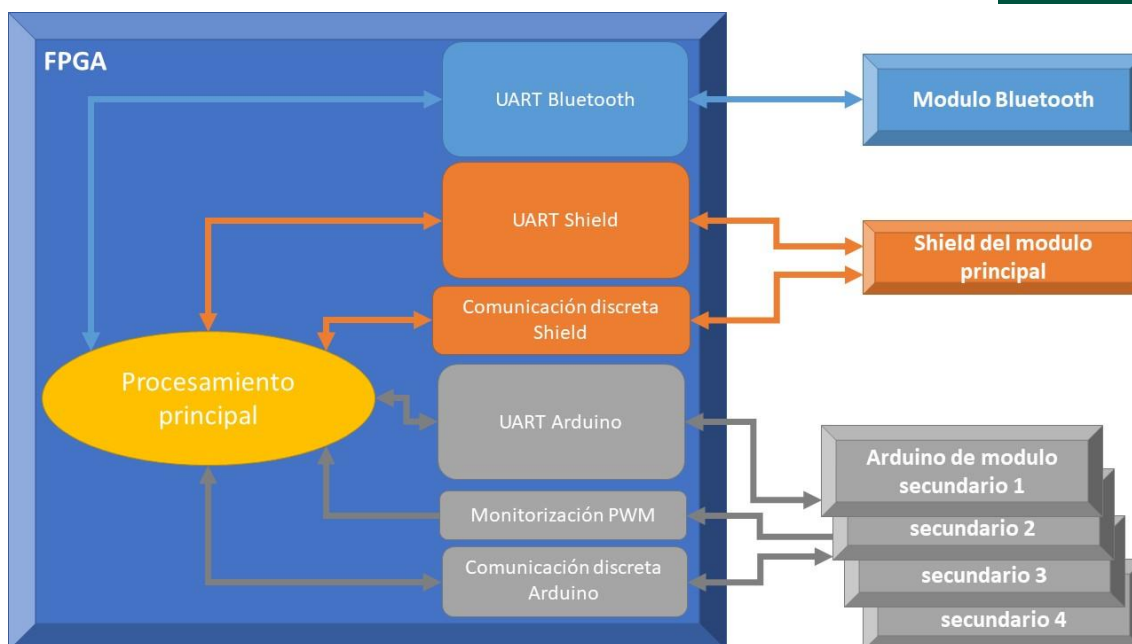 FPGA
UART Bluetooth
Modulo Bluetooth
UART Shield
Shield del modulo
principal
Comunicación discreta
Shield
Procesamiento
principal
UART Arduino
Arduino de modulo
secundario 1
Monitorización PWM
secundario 2
Comunicación discreta
Arduino
secundario 3
secundario 4